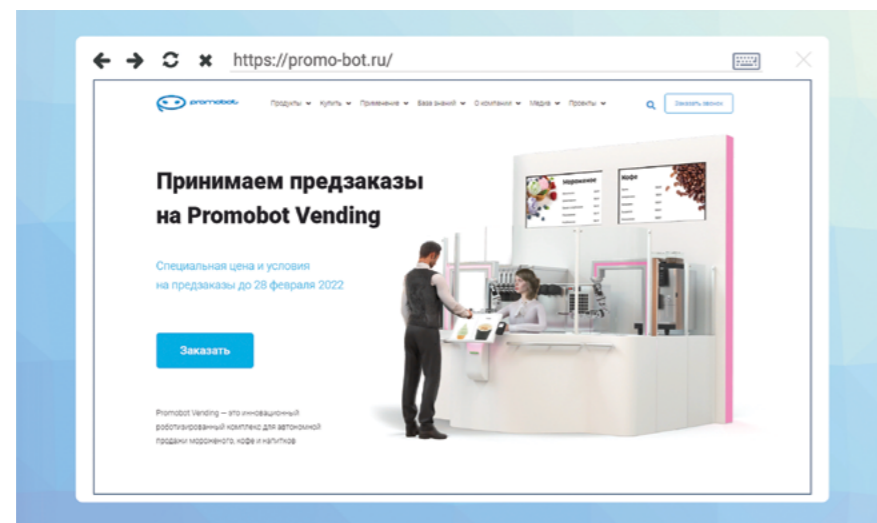 https://promo-bot.ru/
promobot
Продукты Купить Применение База знаний О компании Медиа Проекты Заказать звонок
Принимаем предзаказы
на Promobot Vending
Мороженое
Кофе
Специальная цена и условия
на предзаказы до 28 февраля 2022
Заказать
Promobot Vending – это инновационный
роботизированный комплекс для автономной
продажи мороженого, кофе и напитков